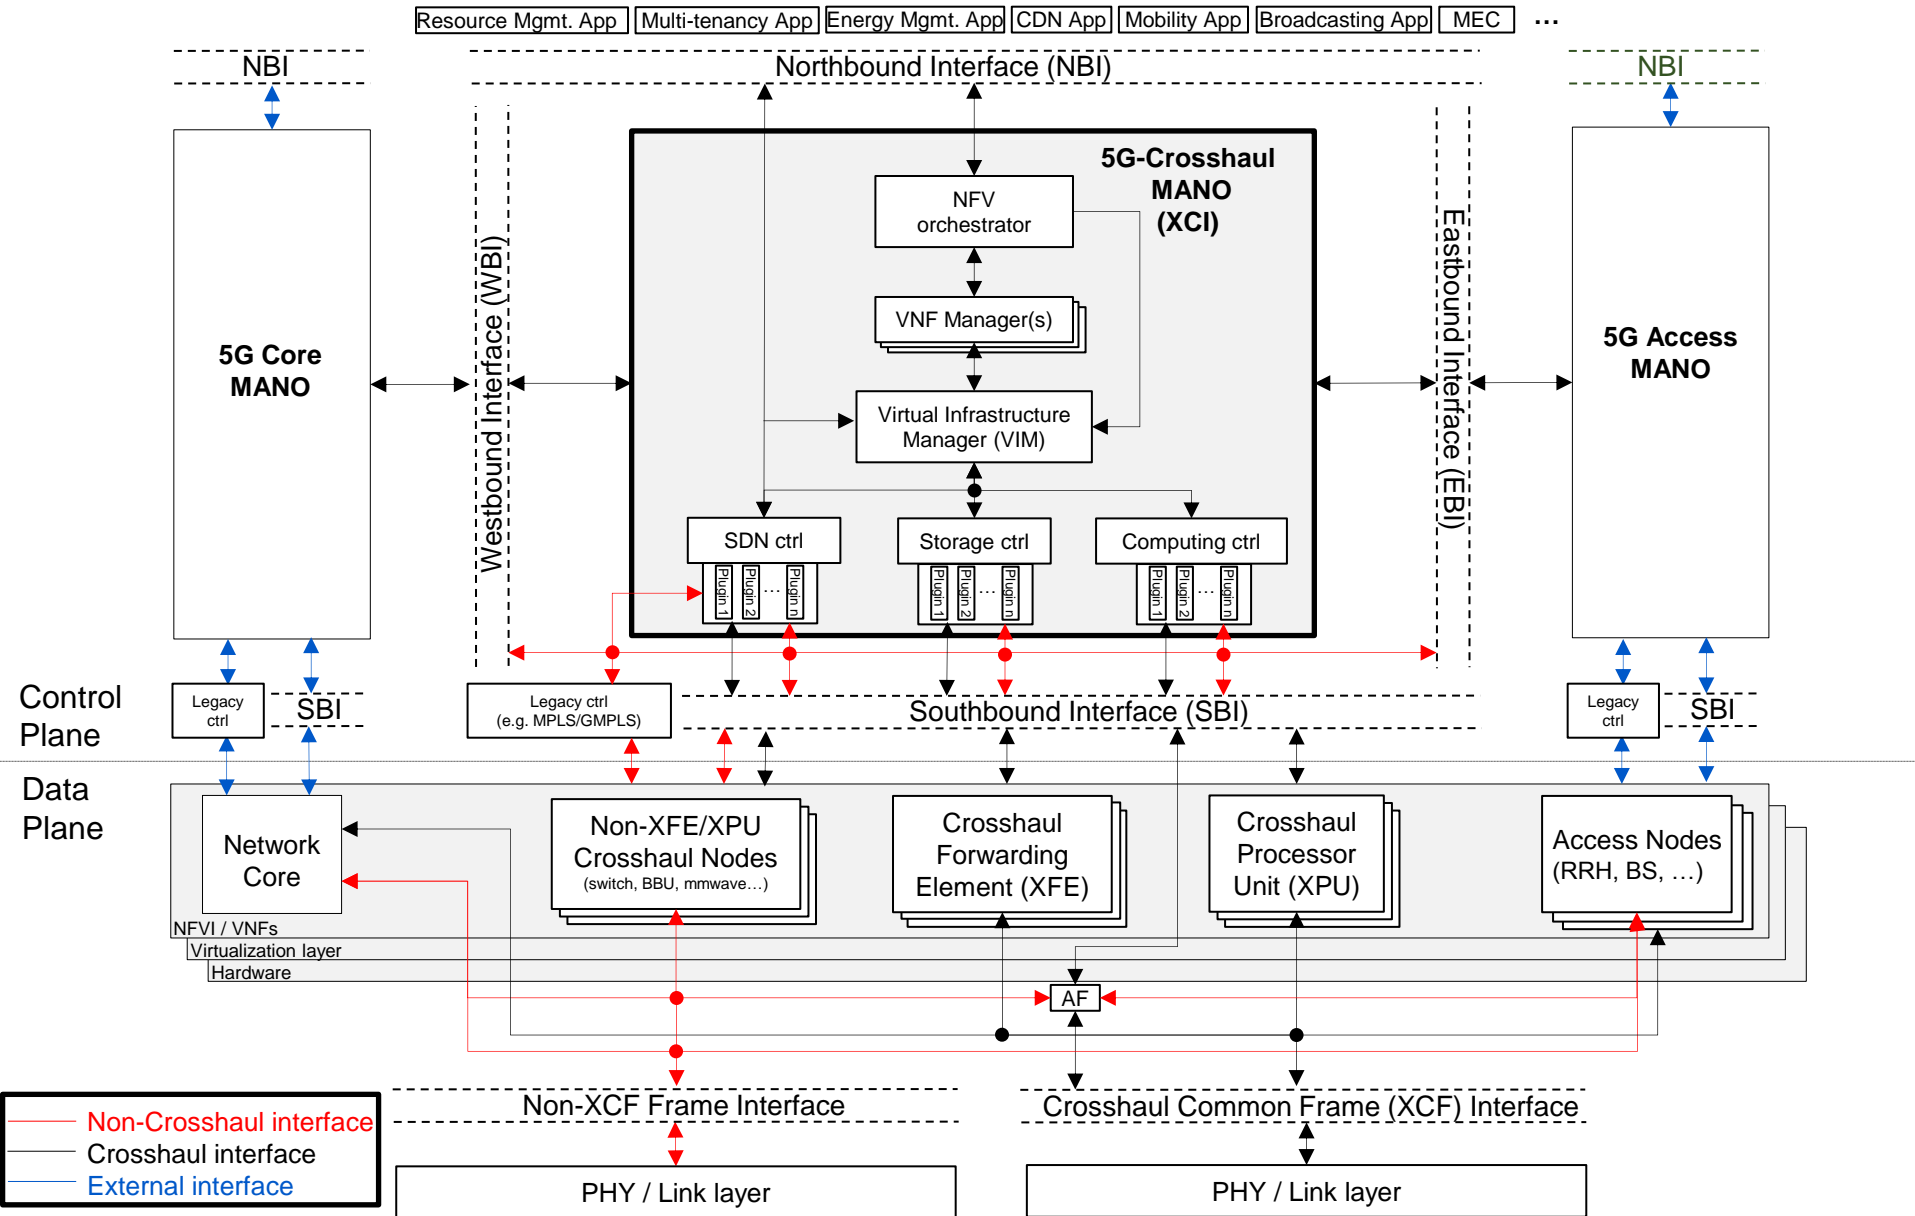 Resource Mgmt. App
Multi-tenancy App
Energy Mgmt. App
CDN App
Mobility App
Broadcasting App
MEC
...
NBI
Northbound Interface (NBI)
NBI
5G Core
MANO
Westbound Interface (WBI)
5G-Crosshaul
MANO
(XCI)
NFV
orchestrator
VNF Manager(s)
Virtual Infrastructure
Manager (VIM)
SDN ctrl
Plugin 1
Plugin 2
...
Plugin n
Storage ctrl
Plugin 1
Plugin 2
...
Plugin n
Computing ctrl
Plugin 1
Plugin 2
...
Plugin n
Eastbound Interface (EBI)
5G Access
MANO
Control
Plane
Legacy
ctrl
SBI
Legacy ctrl
(e.g. MPLS/GMPLS)
Southbound Interface (SBI)
Legacy
ctrl
SBI
Data
Plane
Network
Core
Non-XFE/XPU
Crosshaul Nodes
(switch, BBU, mmwave…)
Crosshaul
Forwarding
Element (XFE)
Crosshaul
Processor
Unit (XPU)
Access Nodes
(RRH, BS, …)
NFVI / VNFs
Virtualization layer
Hardware
AF
Non-XCF Frame Interface
Crosshaul Common Frame (XCF) Interface
Non-Crosshaul interface
Crosshaul interface
External interface
PHY / Link layer
PHY / Link layer